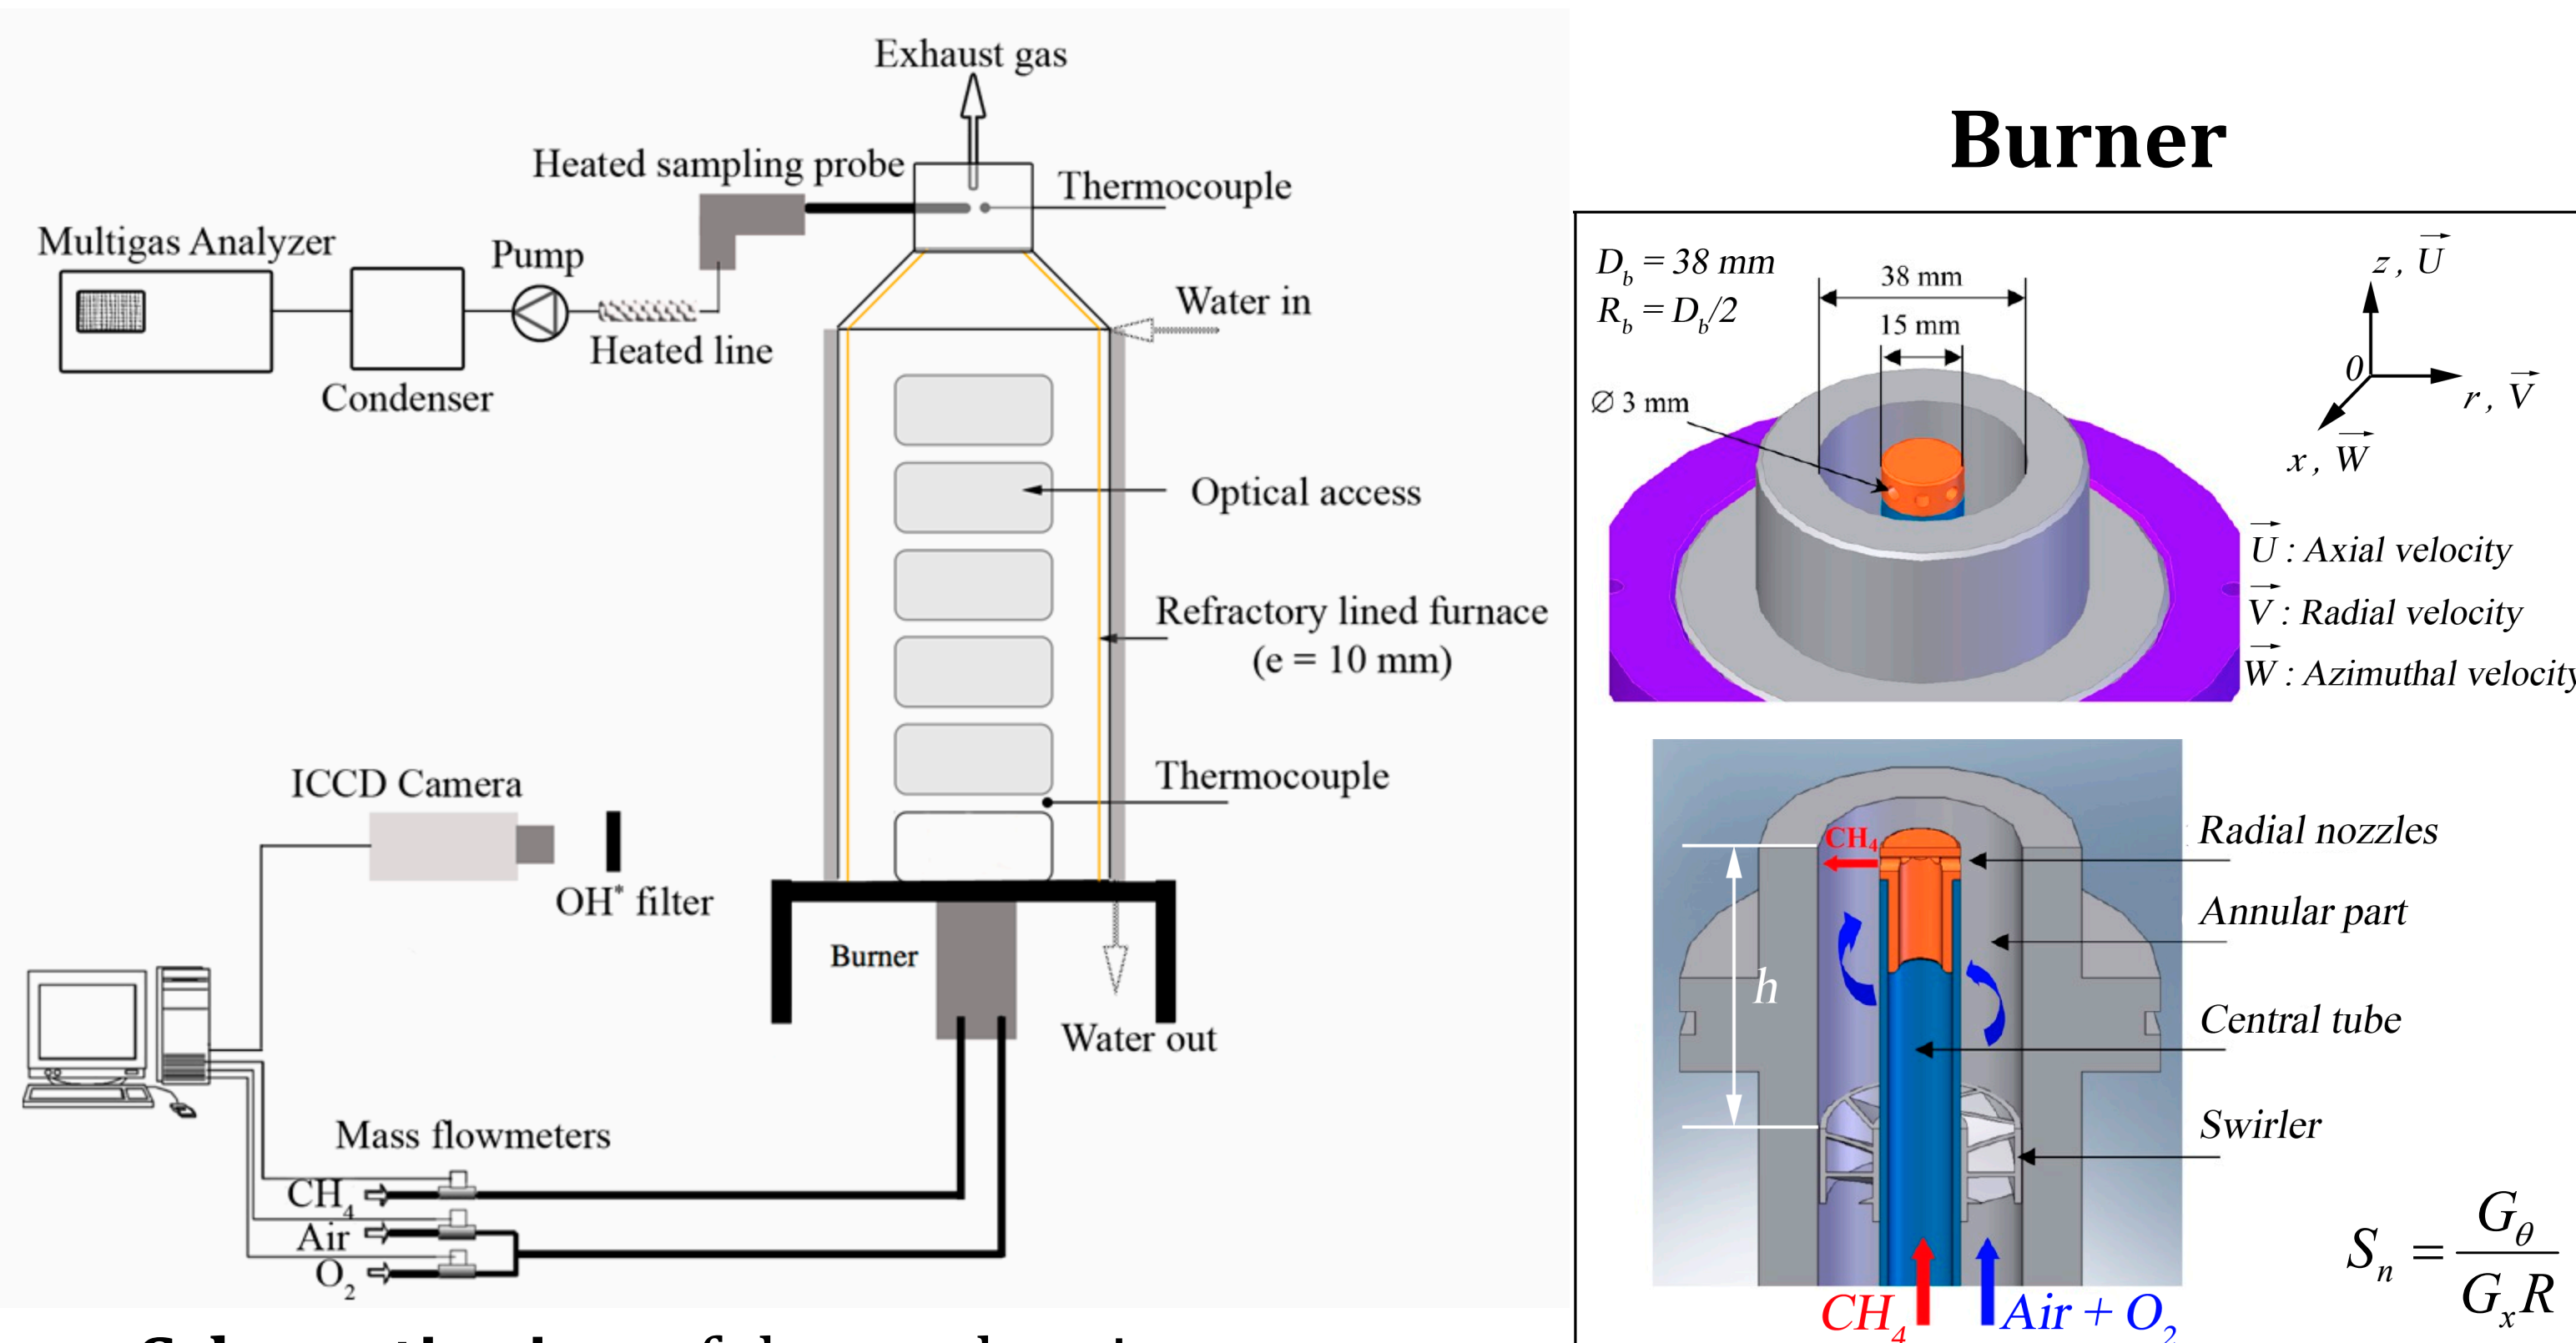 Exhaust gas
Heated sampling probe
Thermocouple
Multigas Analyzer
Pump
Water in
Heated line
Condenser
Optical access
Refractory lined furnace
(e = 10 mm)
Thermocouple
ICCD Camera
OH* filter
Burner
Water out
Mass flowmeters
CH4
Air
O2
Burner
Db = 38 mm
Rb = Db/2
38 mm
15 mm
Ø 3 mm
z, U
0
r, V
x, W
U : Axial velocity
V : Radial velocity
W : Azimuthal velocity
CH4
h
Radial nozzles
Annular part
Central tube
Swirler
CH4
Air + O2
Sn = Gθ / GxR